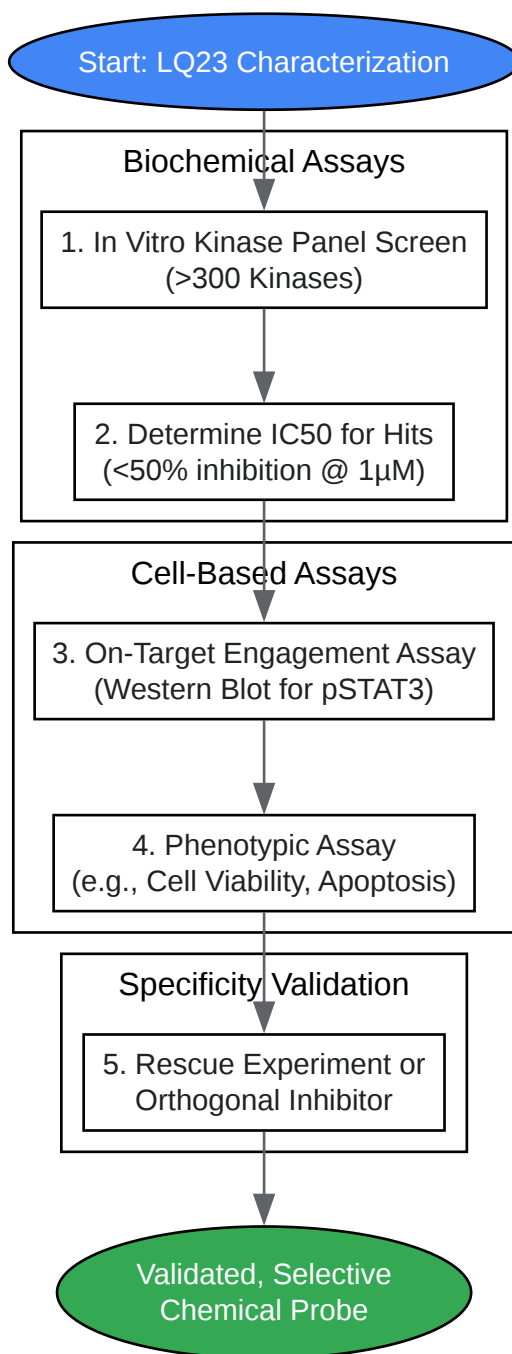 Start: LQ23 Characterization
Biochemical Assays
1. In Vitro Kinase Panel Screen
(>300 Kinases)
2. Determine IC50 for Hits
(<50% inhibition @ 1µM)
Cell-Based Assays
3. On-Target Engagement Assay
(Western Blot for pSTAT3)
4. Phenotypic Assay
(e.g., Cell Viability, Apoptosis)
Specificity Validation
5. Rescue Experiment or
Orthogonal Inhibitor
Validated, Selective
Chemical Probe